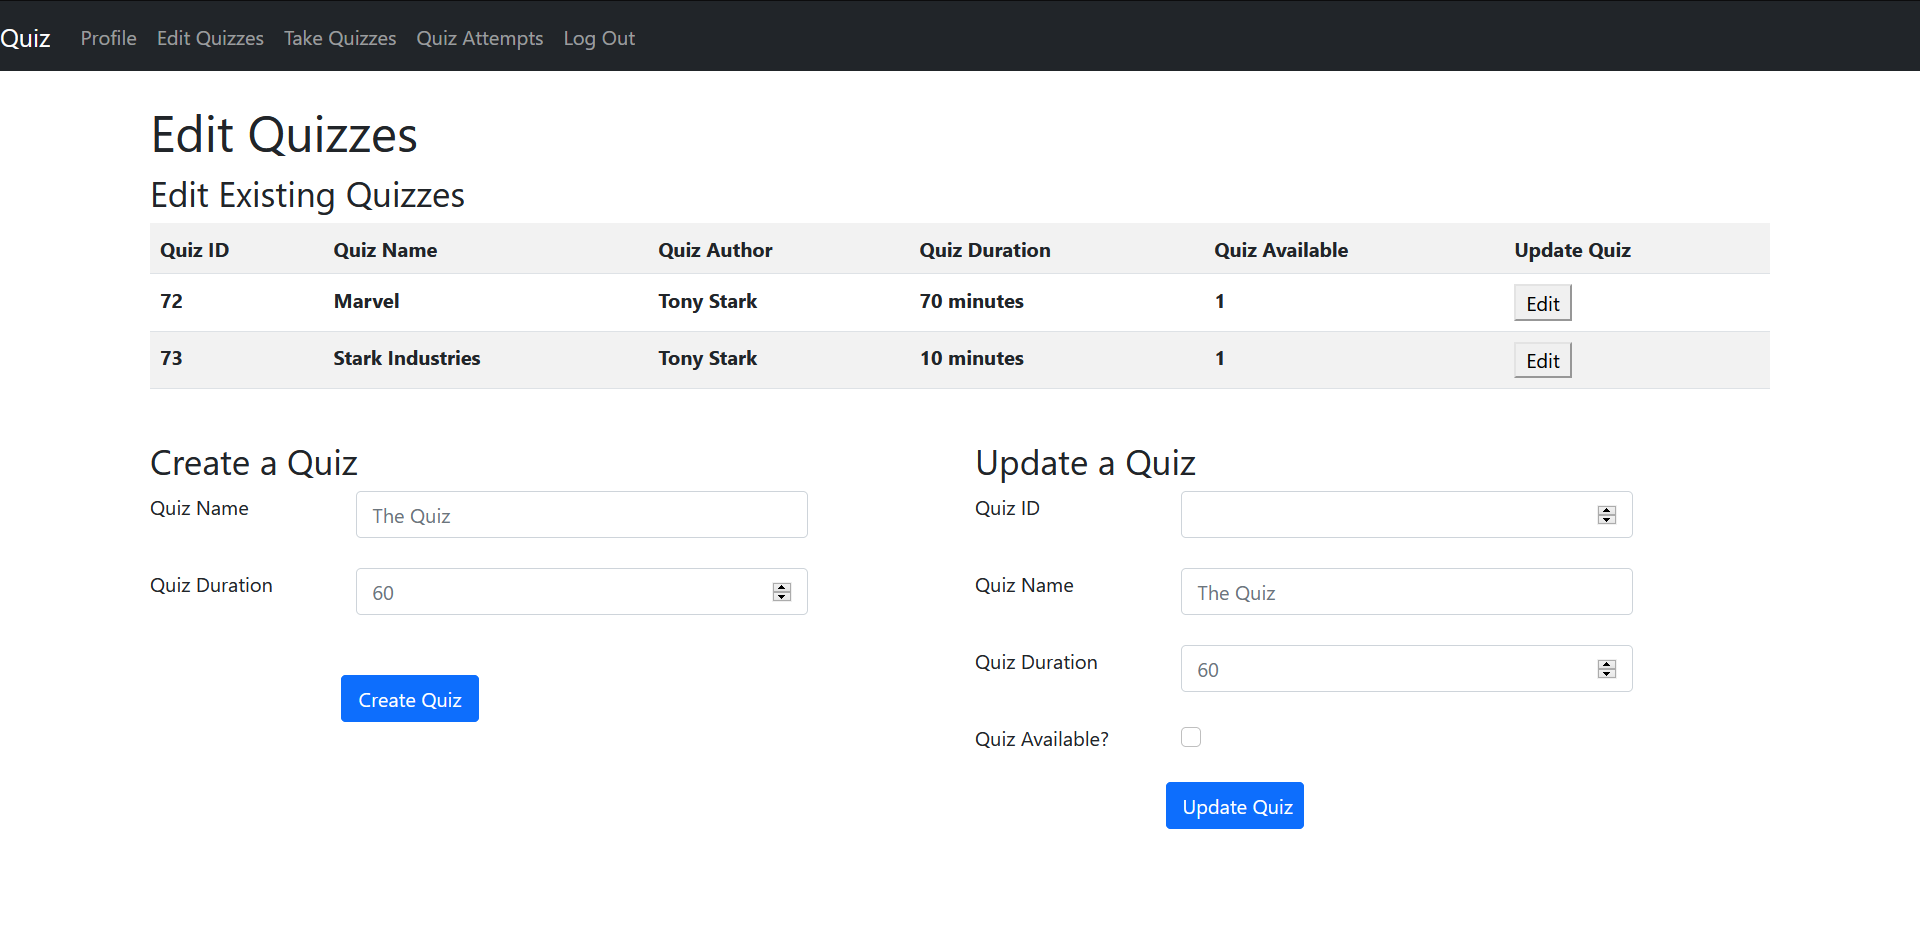 Quiz Profile Edit Quizzes Take Quizzes Quiz Attempts Log Out
Edit Quizzes
Edit Existing Quizzes
Quiz ID Quiz Name Quiz Author Quiz Duration Quiz Available Update Quiz
72 Marvel Tony Stark 70 minutes 1 Edit
73 Stark Industries Tony Stark 10 minutes 1 Edit
Create a Quiz
Quiz Name The Quiz
Quiz Duration 60
Create Quiz
Update a Quiz
Quiz ID
Quiz Name The Quiz
Quiz Duration 60
Quiz Available?
Update Quiz